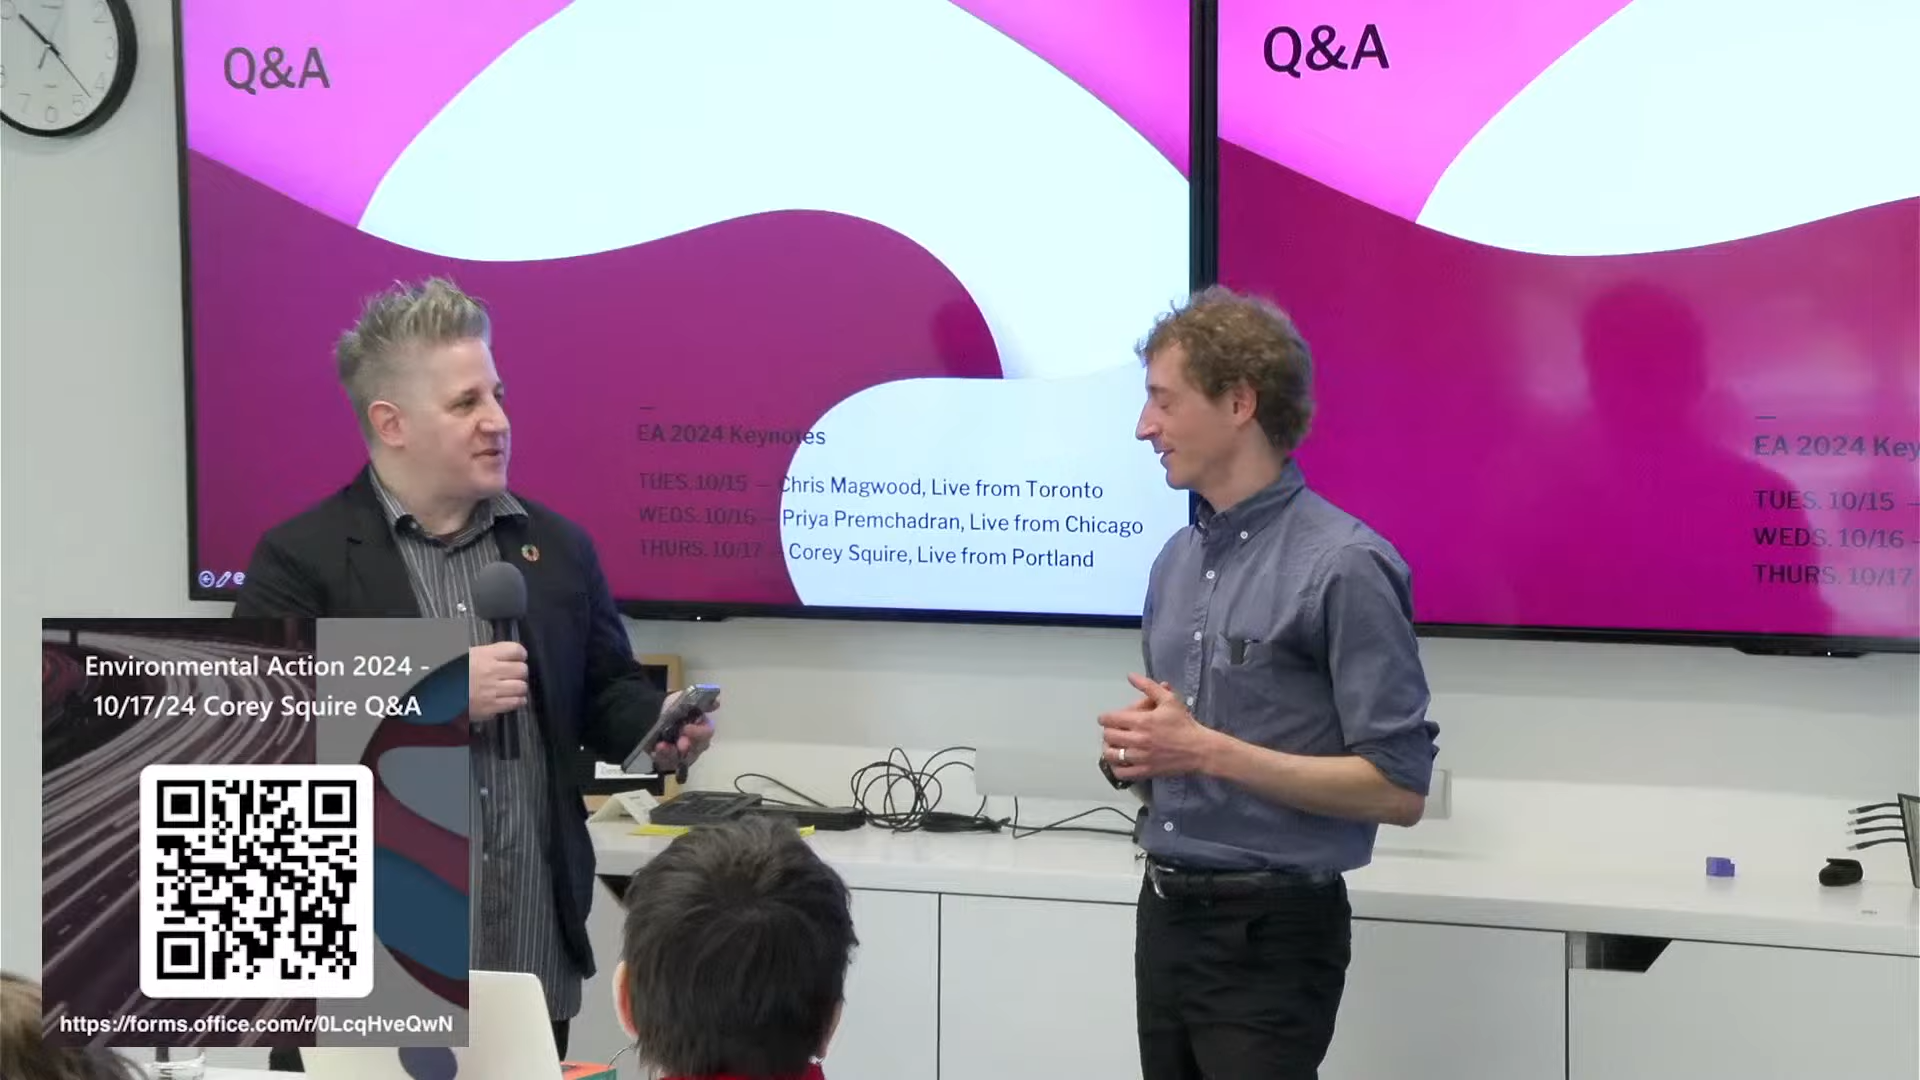 Q&A
EA 2024 Keynotes
TUES. 10/15 – Chris Magwood, Live from Toronto
WEDS. 10/16 – Priya Premchadran, Live from Chicago
THURS. 10/17 – Corey Squire, Live from Portland
Q&A
EA 2024 Key
TUES. 10/15 –
WEDS. 10/16 –
THURS. 10/17
Environmental Action 2024 -
10/17/24 Corey Squire Q&A
https://forms.office.com/r/0LcqHveQwN